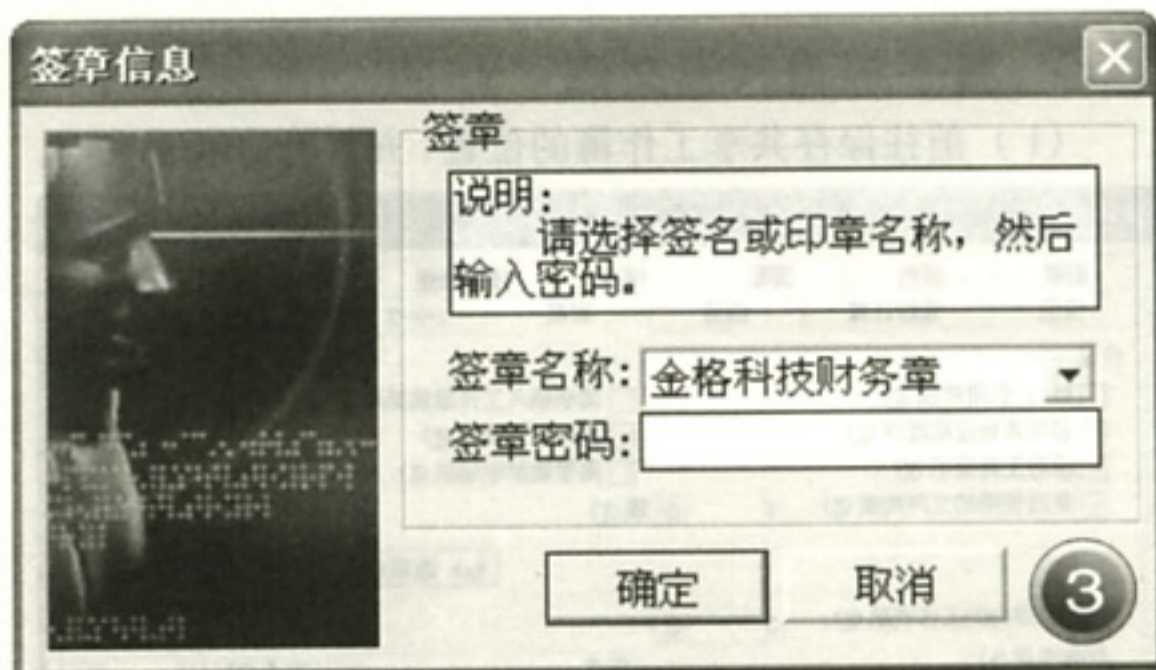 签章信息
签章
说明：
请选择签名或印章名称，然后
输入密码。
签章名称：金格科技财务章
签章密码：
确定 取消 3